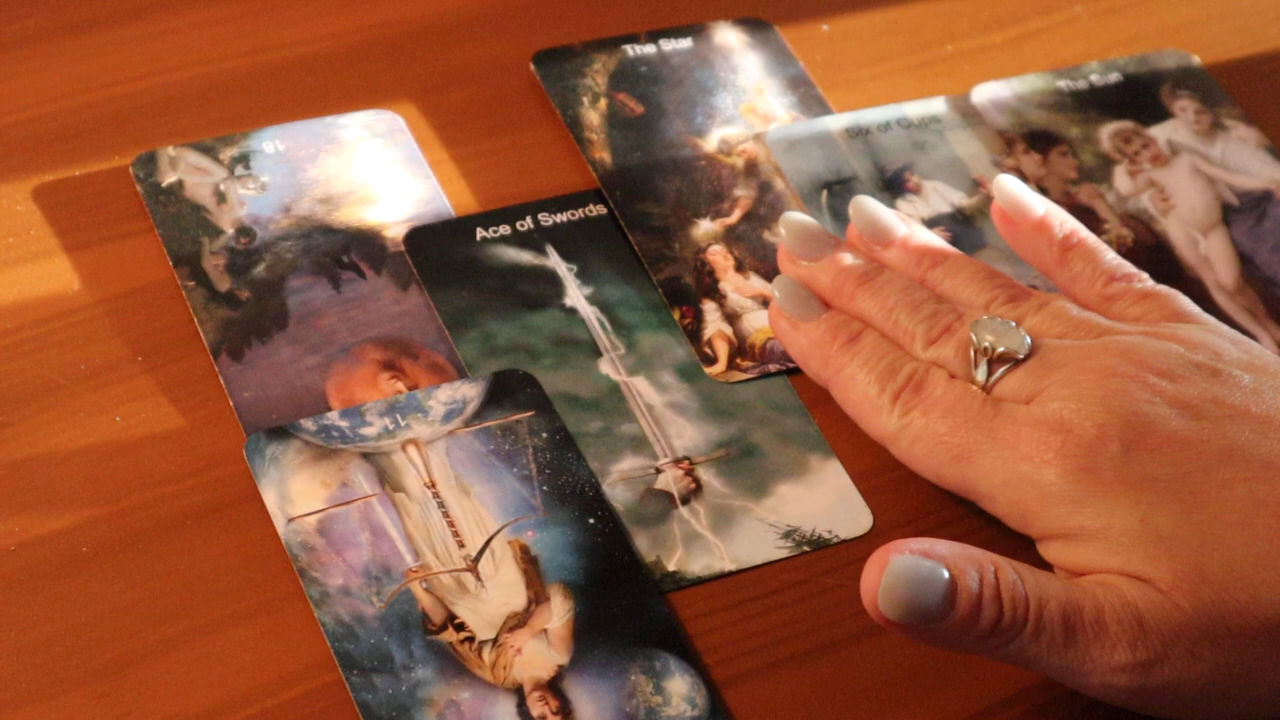 The Star
The Sun
Six of Cups
18
Ace of Swords
11